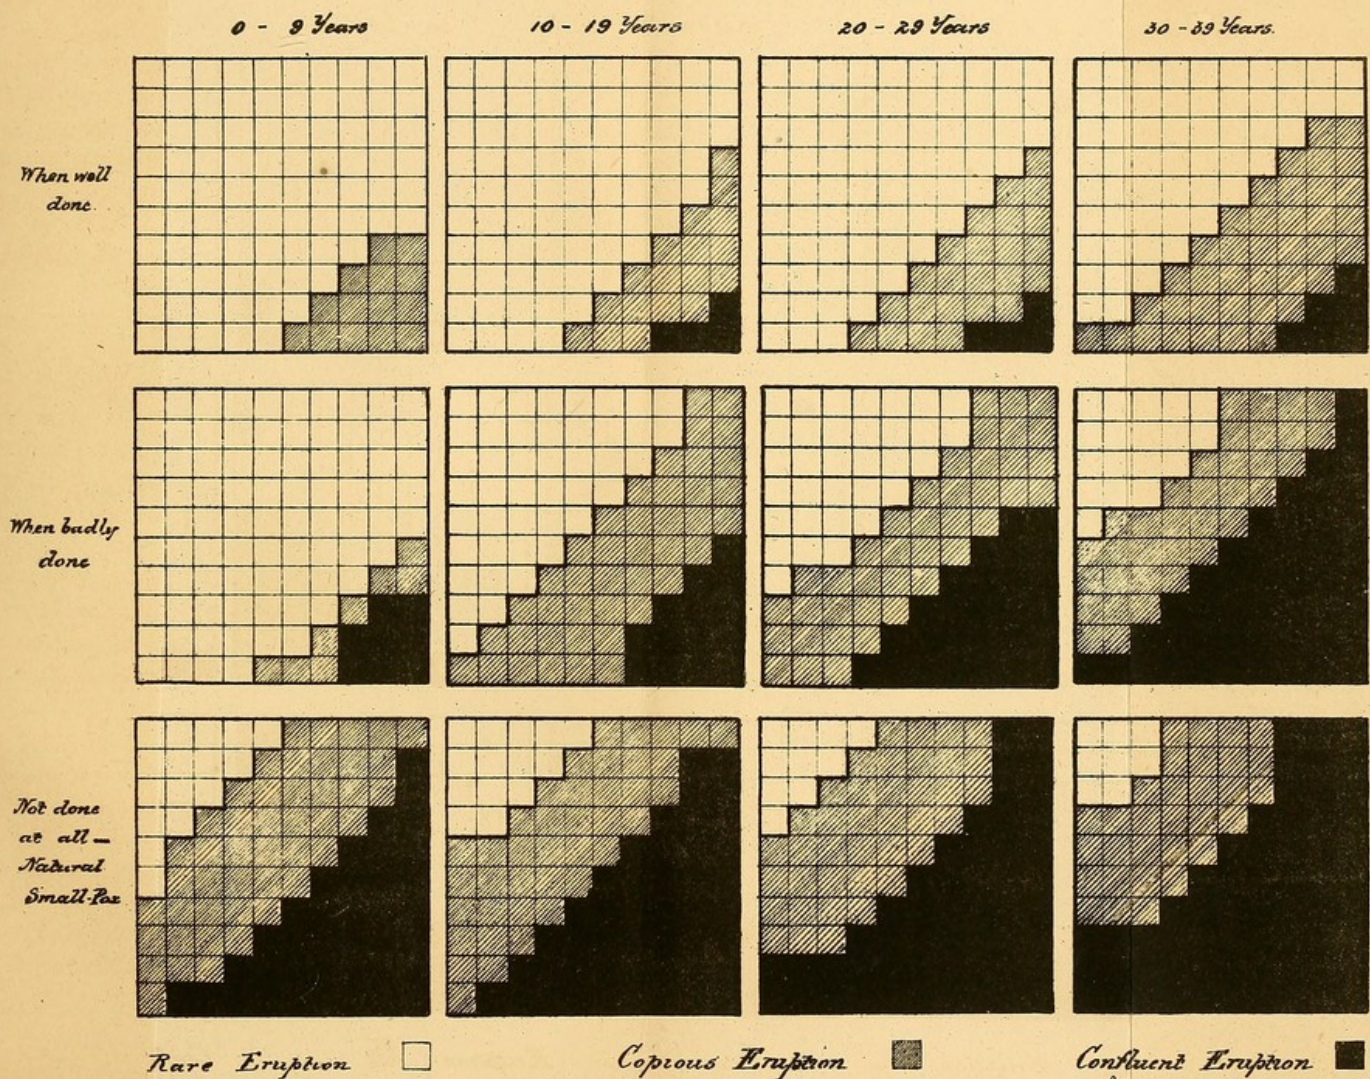 0 - 9 Years
10 - 19 Years
20 - 29 Years
30 - 39 Years.
When well
done.
When badly
done
Not done
at all —
Natural
Small-Pox
Rare Eruption
Copious Eruption
Confluent Eruption